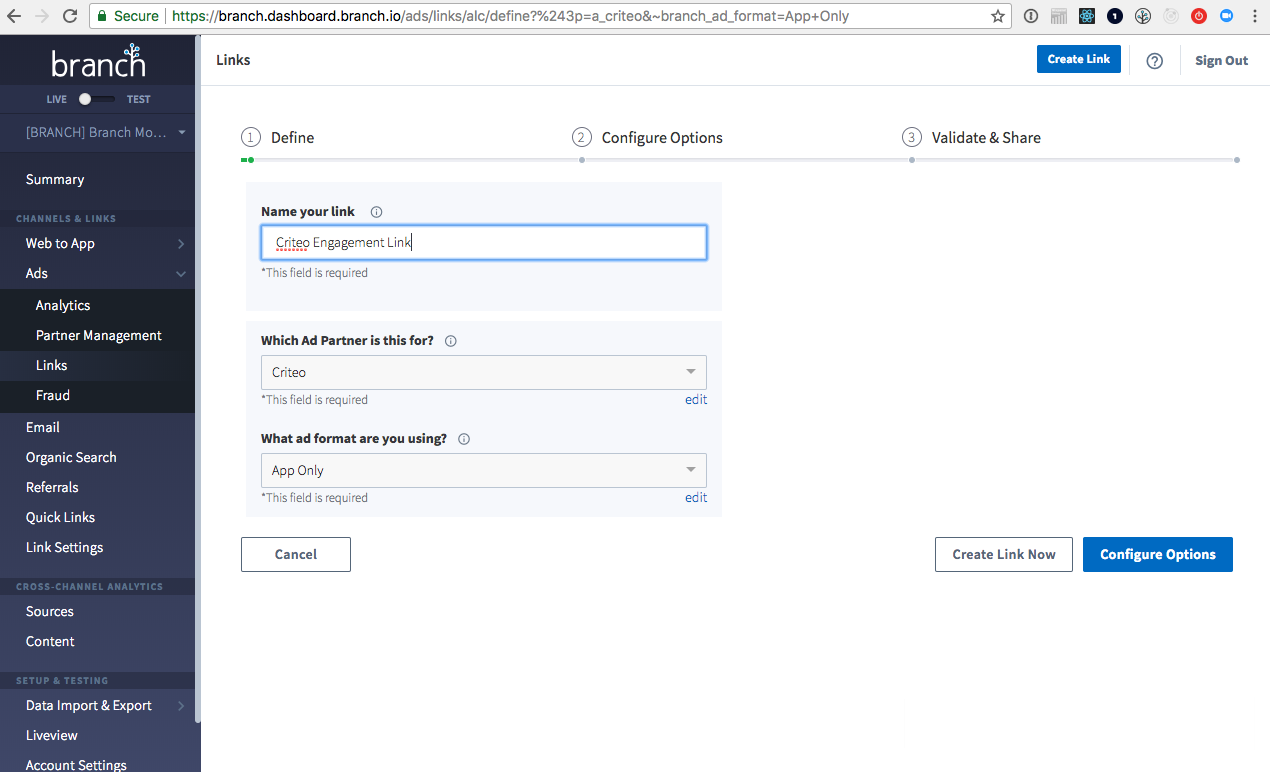 Secure https://branch.dashboard.branch.io/ads/links/alc/define?%243p=a_criteo&~branch_ad_format=App+Only
branch
LIVE TEST
[BRANCH] Branch Mo...
Summary
CHANNELS & LINKS
Web to App
Ads
Analytics
Partner Management
Links
Fraud
Email
Organic Search
Referrals
Quick Links
Link Settings
CROSS-CHANNEL ANALYTICS
Sources
Content
SETUP & TESTING
Data Import & Export
Liveview
Account Settings
Links
Create Link
?
Sign Out
1 Define
2 Configure Options
3 Validate & Share
Name your link
Criteo Engagement Link
*This field is required
Which Ad Partner is this for?
Criteo
*This field is required edit
What ad format are you using?
App Only
*This field is required edit
Cancel
Create Link Now
Configure Options